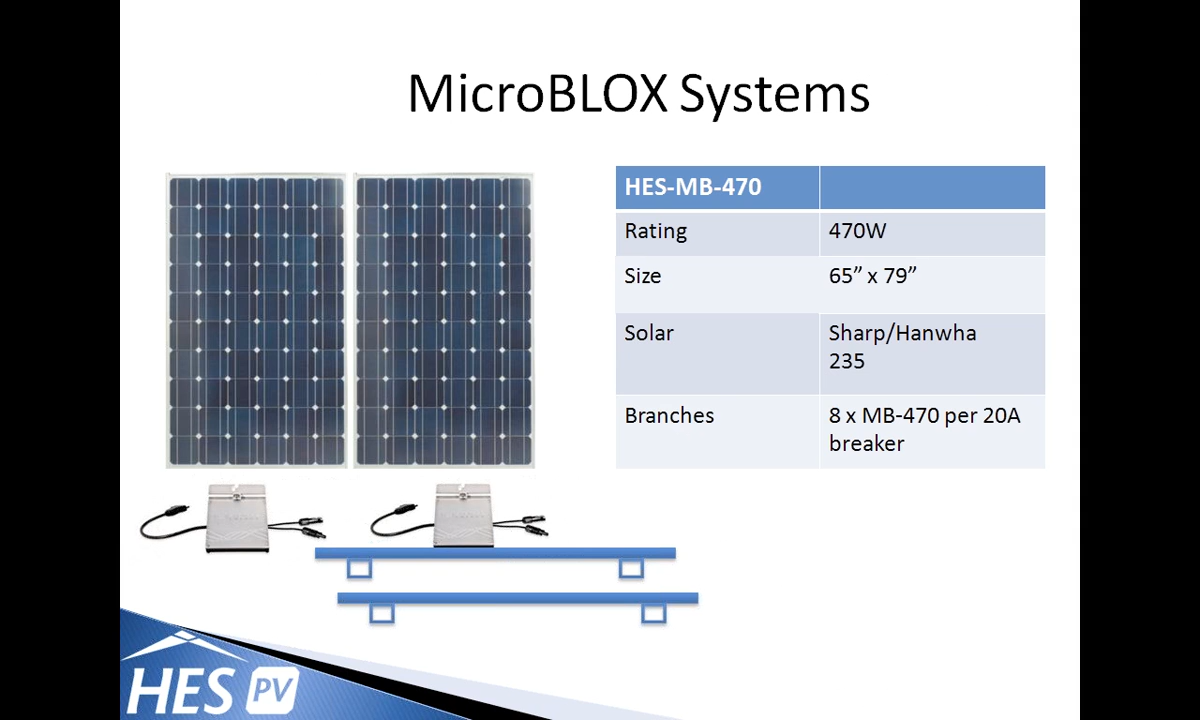 MicroBLOX Systems
HES-MB-470
Rating 470W
Size 65” x 79”
Solar Sharp/Hanwha
235
Branches 8 x MB-470 per 20A
breaker
HES PV